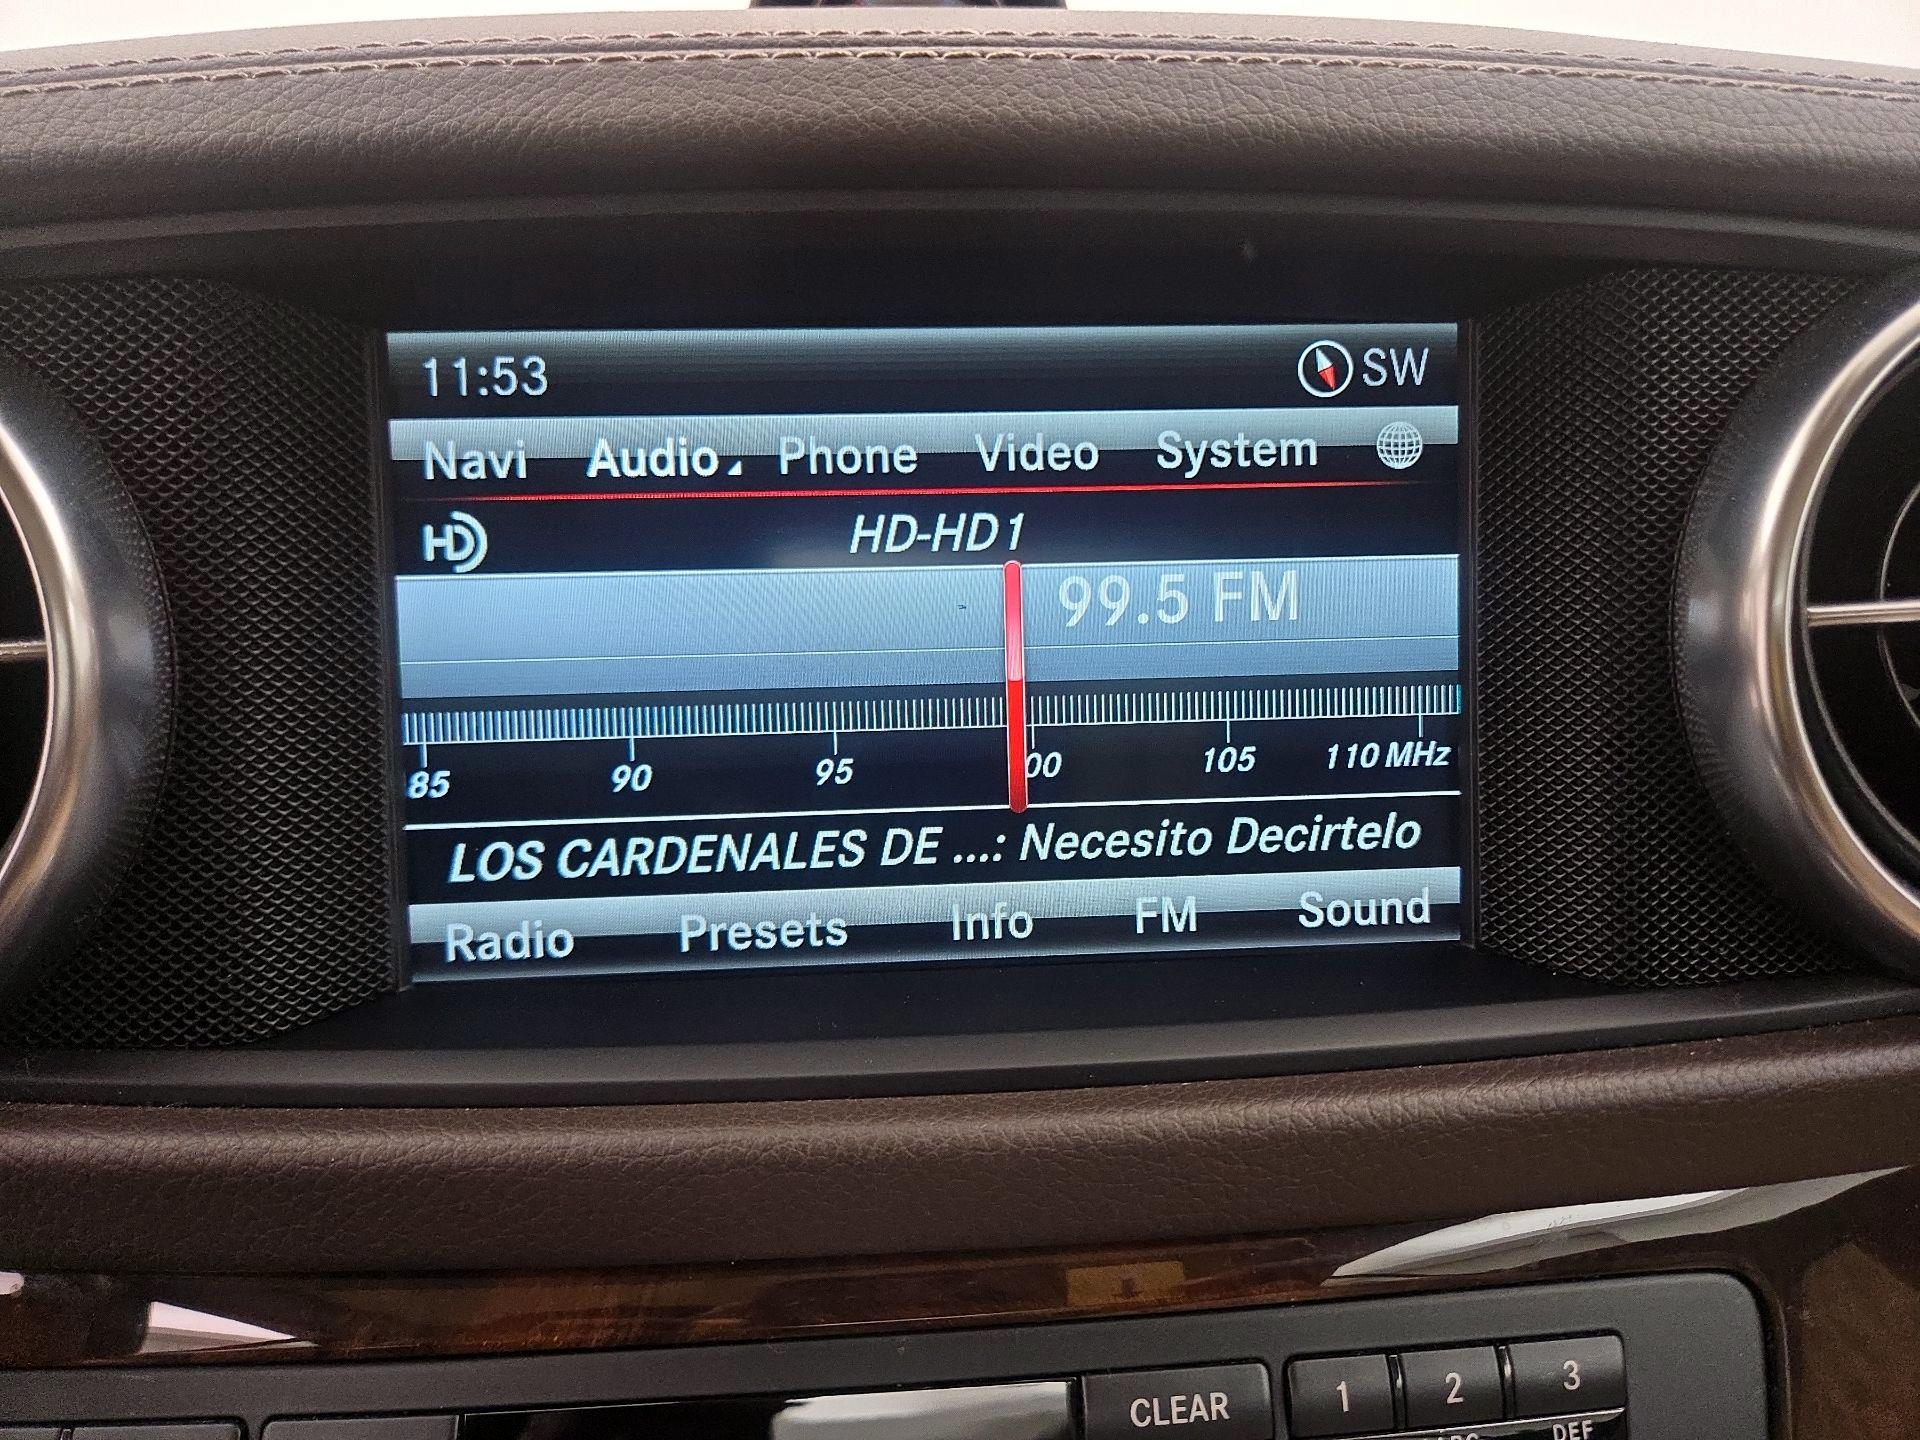 11:53 SW
Navi Audio Phone Video System
HD HD-HD1
99.5 FM
85 90 95 00 105 110 MHz
LOS CARDENALES DE ...: Necesito Decirtelo
Radio Presets Info FM Sound
CLEAR 1 2 3
DEF